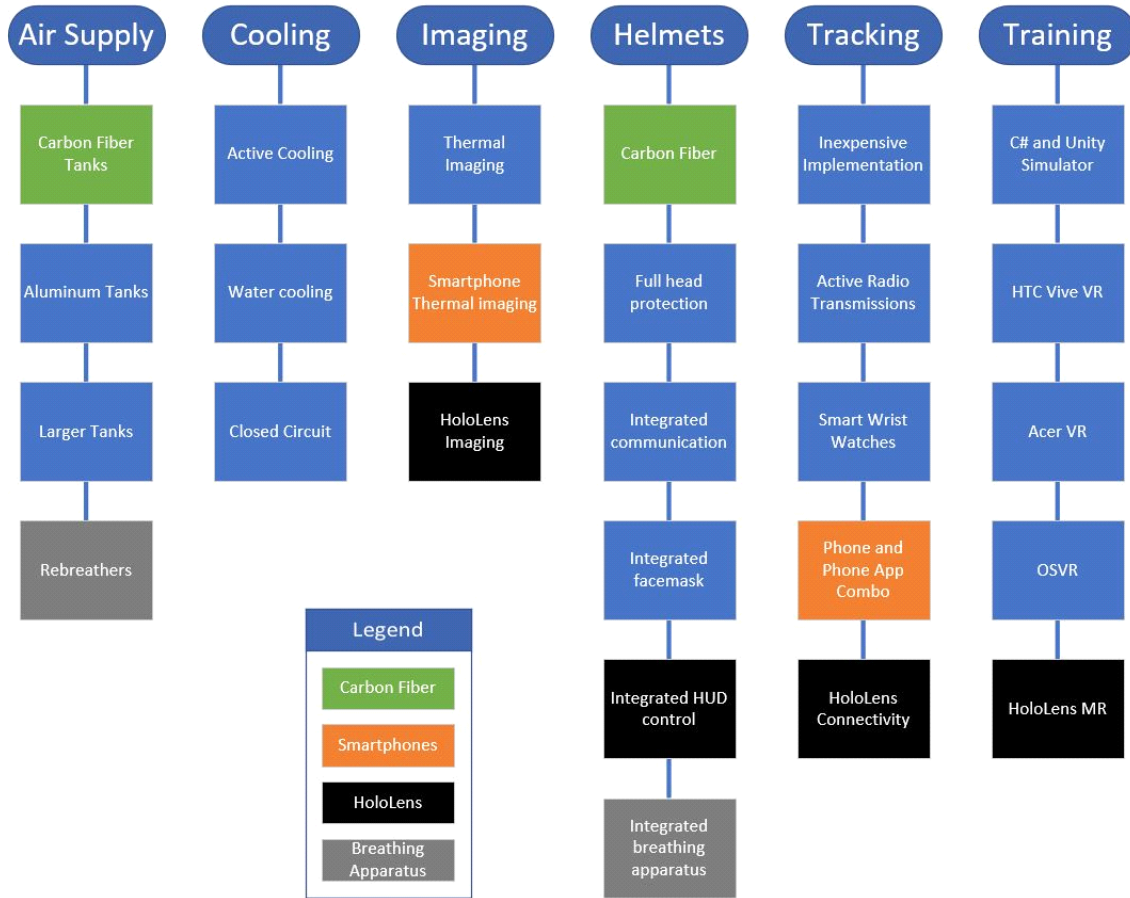 Air Supply
Carbon Fiber
Tanks
Aluminum Tanks
Larger Tanks
Rebreathers
Cooling
Active Cooling
Water cooling
Closed Circuit
Imaging
Thermal
Imaging
Smartphone
Thermal imaging
HoloLens
Imaging
Helmets
Carbon Fiber
Full head
protection
Integrated
communication
Integrated
facemask
Integrated HUD
control
Integrated
breathing
apparatus
Tracking
Inexpensive
Implementation
Active Radio
Transmissions
Smart Wrist
Watches
Phone and
Phone App
Combo
HoloLens
Connectivity
Training
C# and Unity
Simulator
HTC Vive VR
Acer VR
OSVR
HoloLens MR
Legend
Carbon Fiber
Smartphones
HoloLens
Breathing
Apparatus